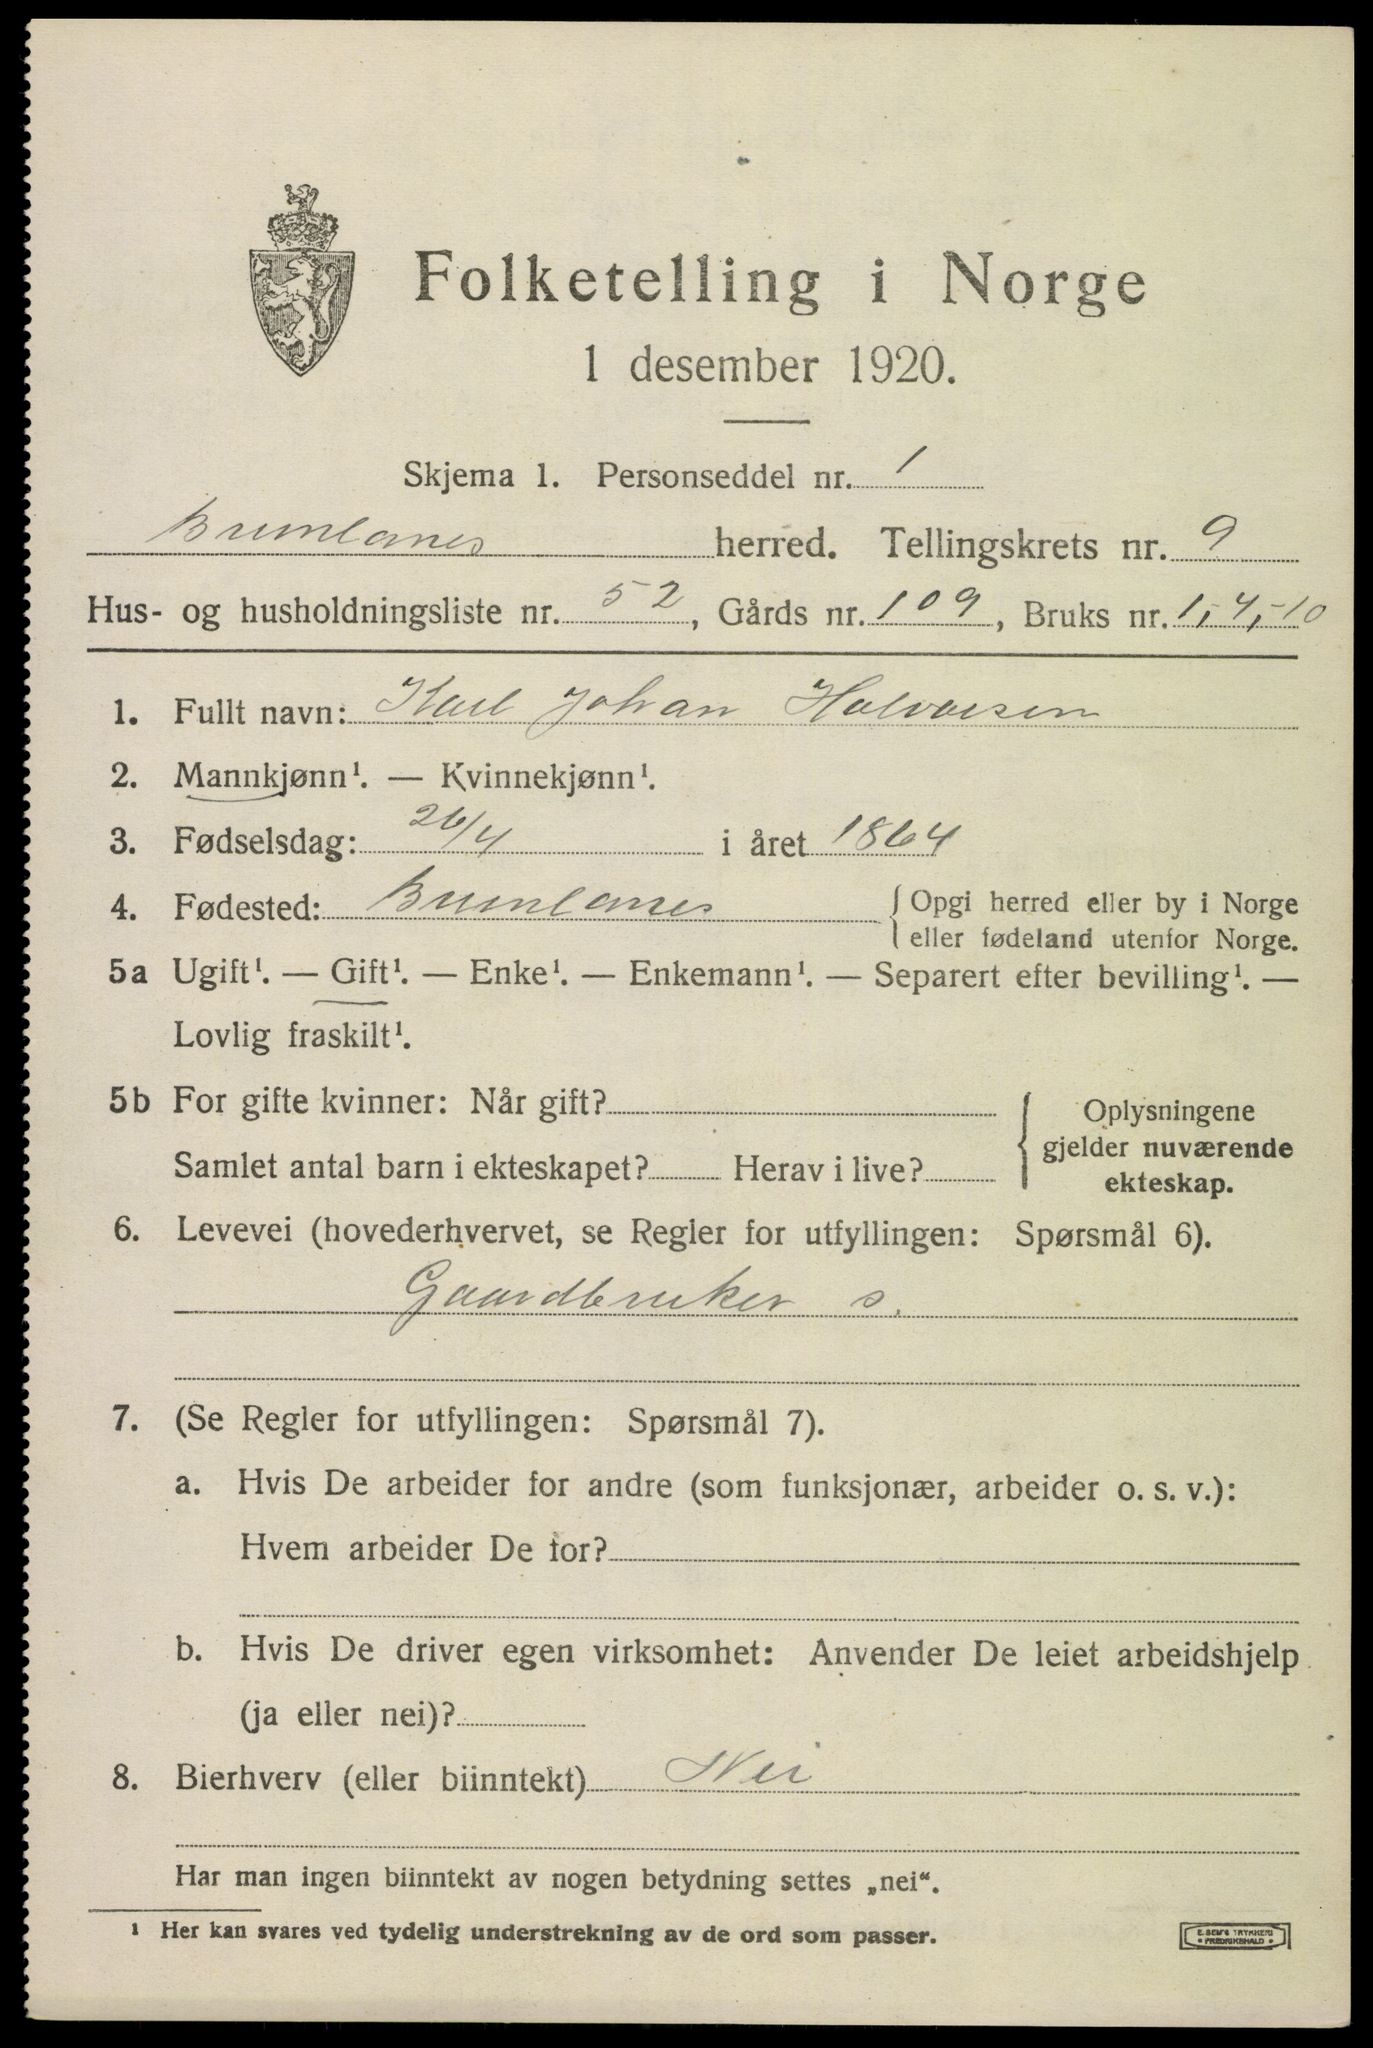 Folketelling i Norge
1 desember 1920.
Skjema 1. Personseddel nr. 1
Brunlanes herred. Tellingskrets nr. 9
Hus- og husholdningsliste nr. 52, Gårds nr. 109, Bruks nr. 1,-4,-10
1. Fullt navn: Karl Johan Halvorsen
2. Mannkjønn¹. — Kvinnekjønn¹.
3. Fødselsdag: 26/4 i året 1864
4. Fødested: Brunlanes { Opgi herred eller by i Norge
eller fødeland utenfor Norge.
5a Ugift¹. — Gift¹. — Enke¹. — Enkemann¹. — Separert efter bevilling¹. —
Lovlig fraskilt¹.
5b For gifte kvinner: Når gift? { Oplysningene
gjelder nuværende
Samlet antal barn i ekteskapet? Herav i live? ekteskap.
6. Levevei (hovederhvervet, se Regler for utfyllingen: Spørsmål 6).
Gaardbruker s.
7. (Se Regler for utfyllingen: Spørsmål 7).
a. Hvis De arbeider for andre (som funksjonær, arbeider o. s. v.):
Hvem arbeider De for?
b. Hvis De driver egen virksomhet: Anvender De leiet arbeidshjelp
(ja eller nei)?
8. Bierhverv (eller biinntekt) Nei
Har man ingen biinntekt av nogen betydning settes „nei“.
¹ Her kan svares ved tydelig understrekning av de ord som passer.
E. SEM'S TRYKKERI
• FREDRIKSHALD •